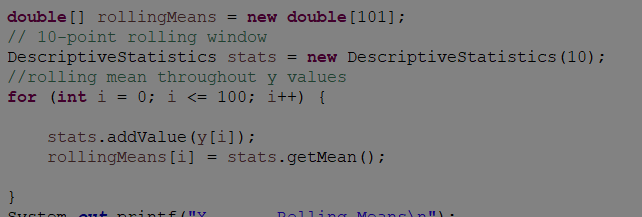 double[] rollingMeans = new double[101];
// 10-point rolling window
DescriptiveStatistics stats = new DescriptiveStatistics(10);
//rolling mean throughout y values
for (int i = 0; i <= 100; i++) {
stats.addValue(y[i]);
rollingMeans[i] = stats.getMean();
}
System.out.printf("X Rolling Means\n");